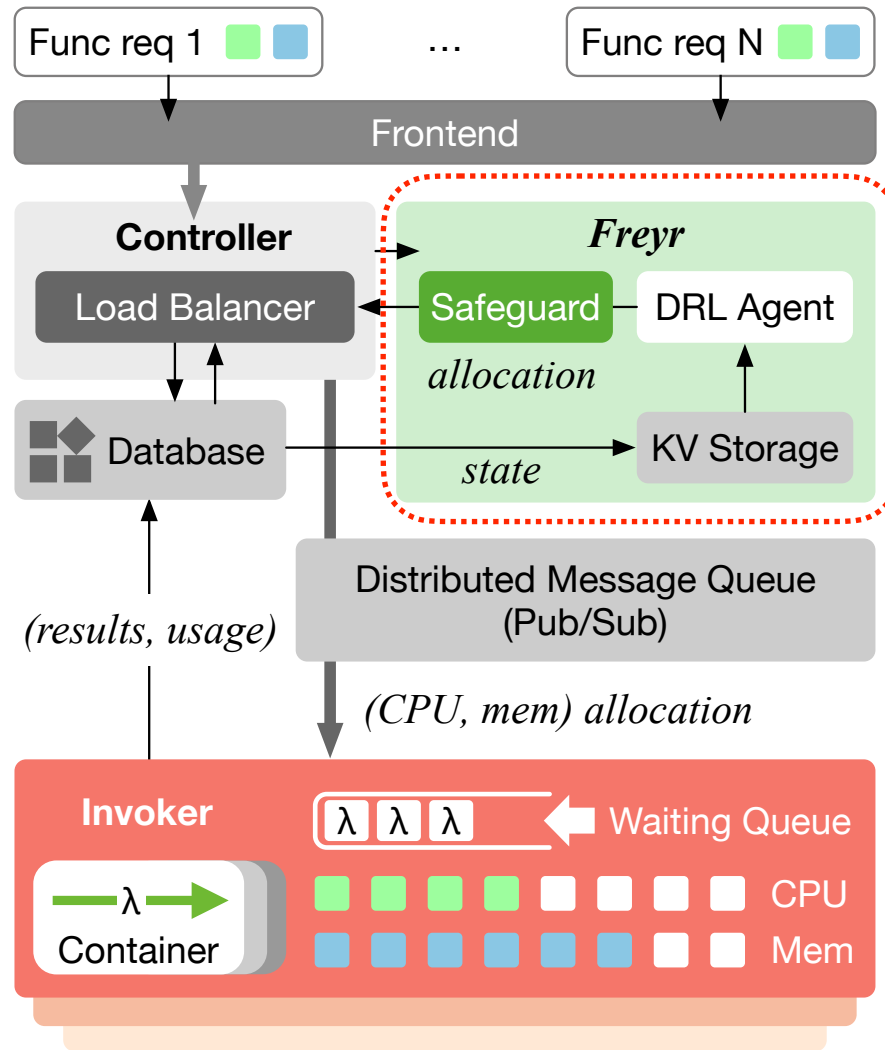 Func req 1
...
Func req N
Frontend
Controller
Freyr
Load Balancer
Safeguard
DRL Agent
allocation
Database
state
KV Storage
Distributed Message Queue
(Pub/Sub)
(results, usage)
(CPU, mem) allocation
Invoker
λ λ λ
Waiting Queue
λ
Container
CPU
Mem